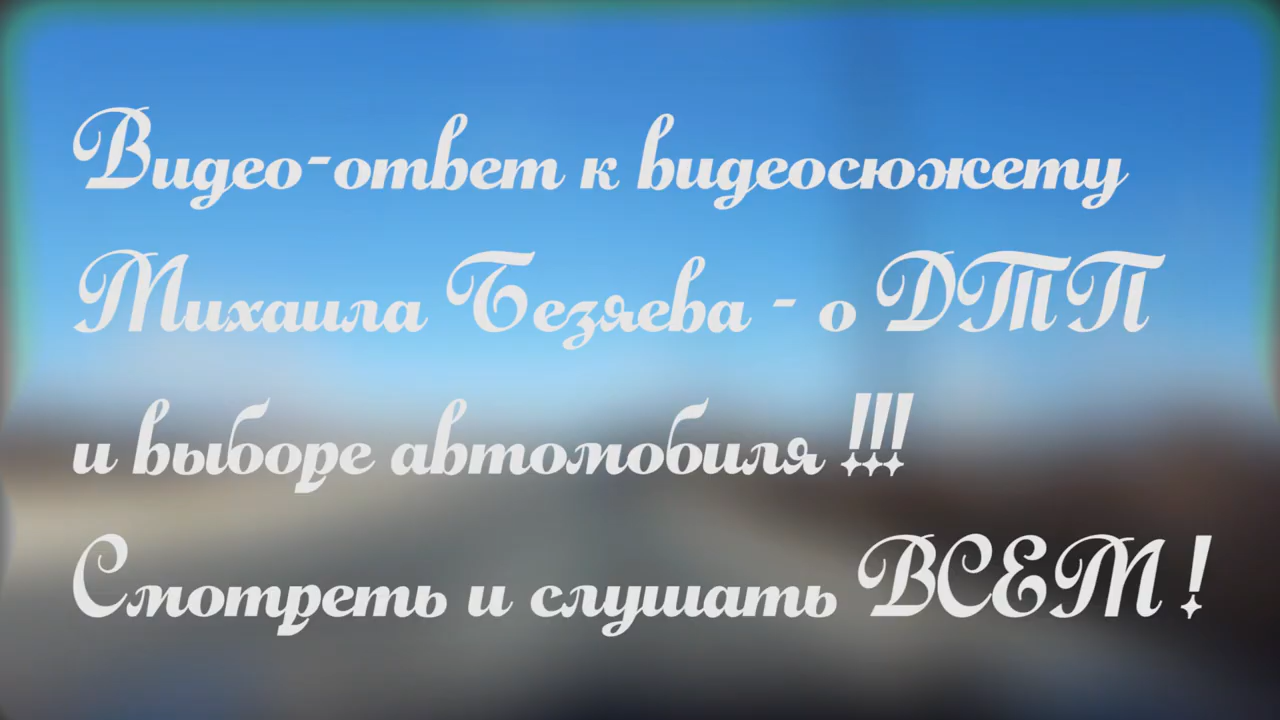 Видео-ответ к видеосюжету
Михаила Безяева - о ДТП
и выборе автомобиля !!!
Смотреть и слушать ВСЕМ !